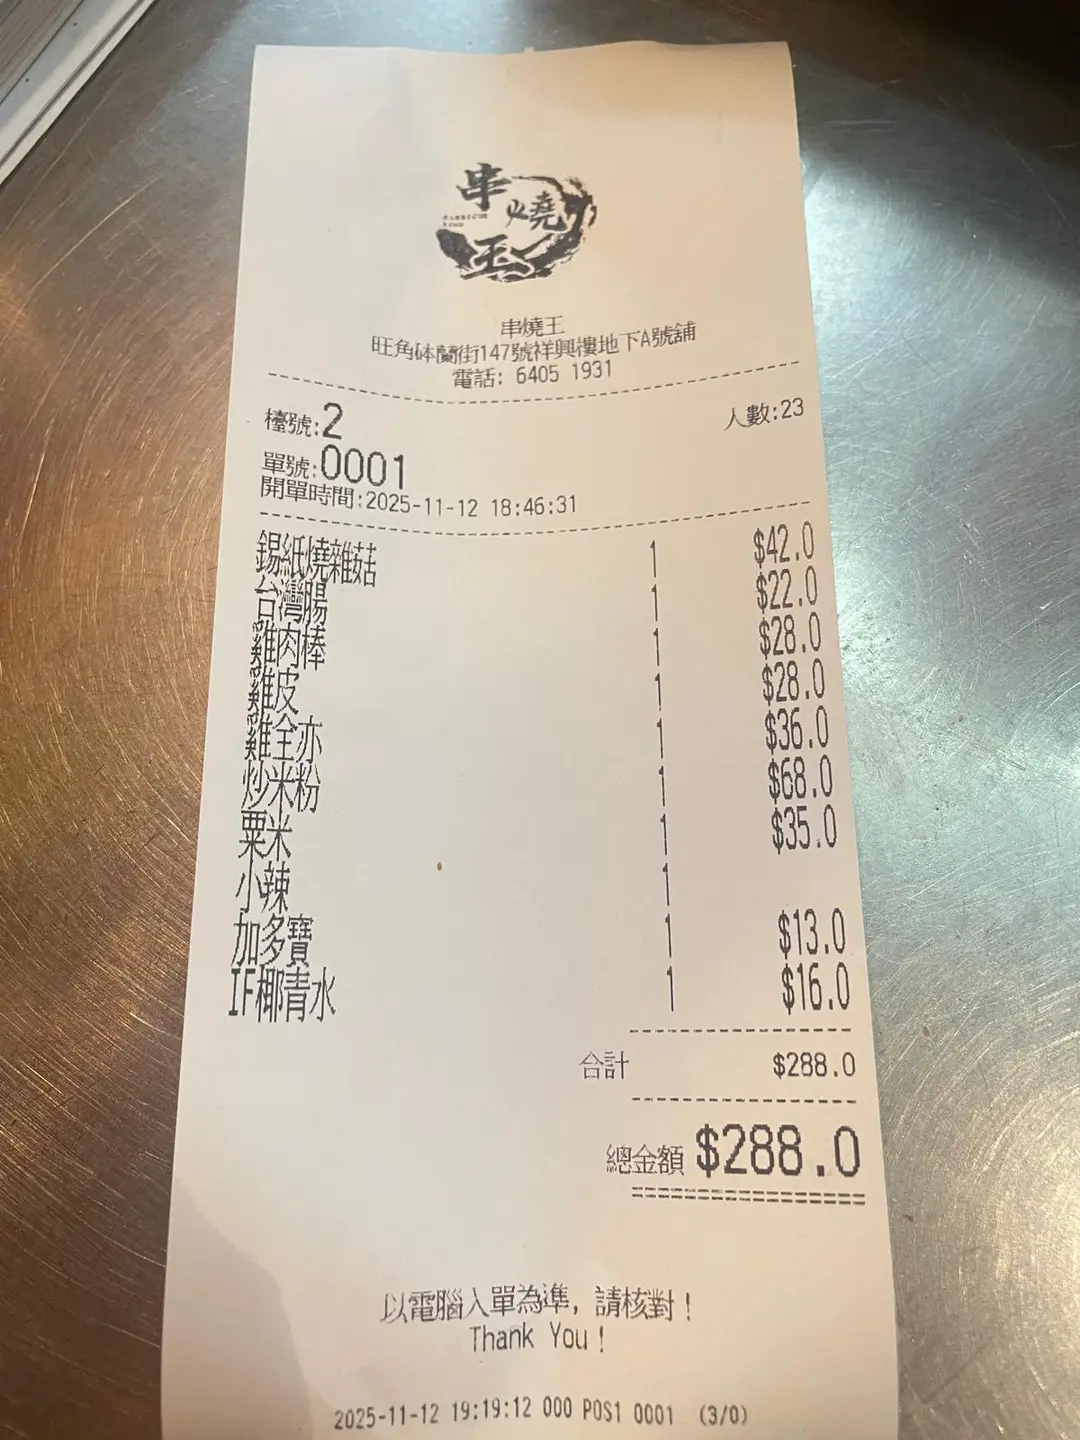 串燒王
串燒王
旺角砵蘭街147號祥興樓地下A號舖
電話: 6405 1931
檯號:2 人數:23
單號:0001
開單時間:2025-11-12 18:46:31
錫紙燒雜菇 1 $42.0
台灣腸 1 $22.0
雞肉棒 1 $28.0
雞皮 1 $28.0
雞全亦 1 $36.0
炒米粉 1 $68.0
粟米 1 $35.0
小辣 1
加多寶 1 $13.0
IF椰青水 1 $16.0
合計 $288.0
總金額 $288.0
以電腦入單為準, 請核對!
Thank You!
2025-11-12 19:19:12 000 POS1 0001 (3/0)